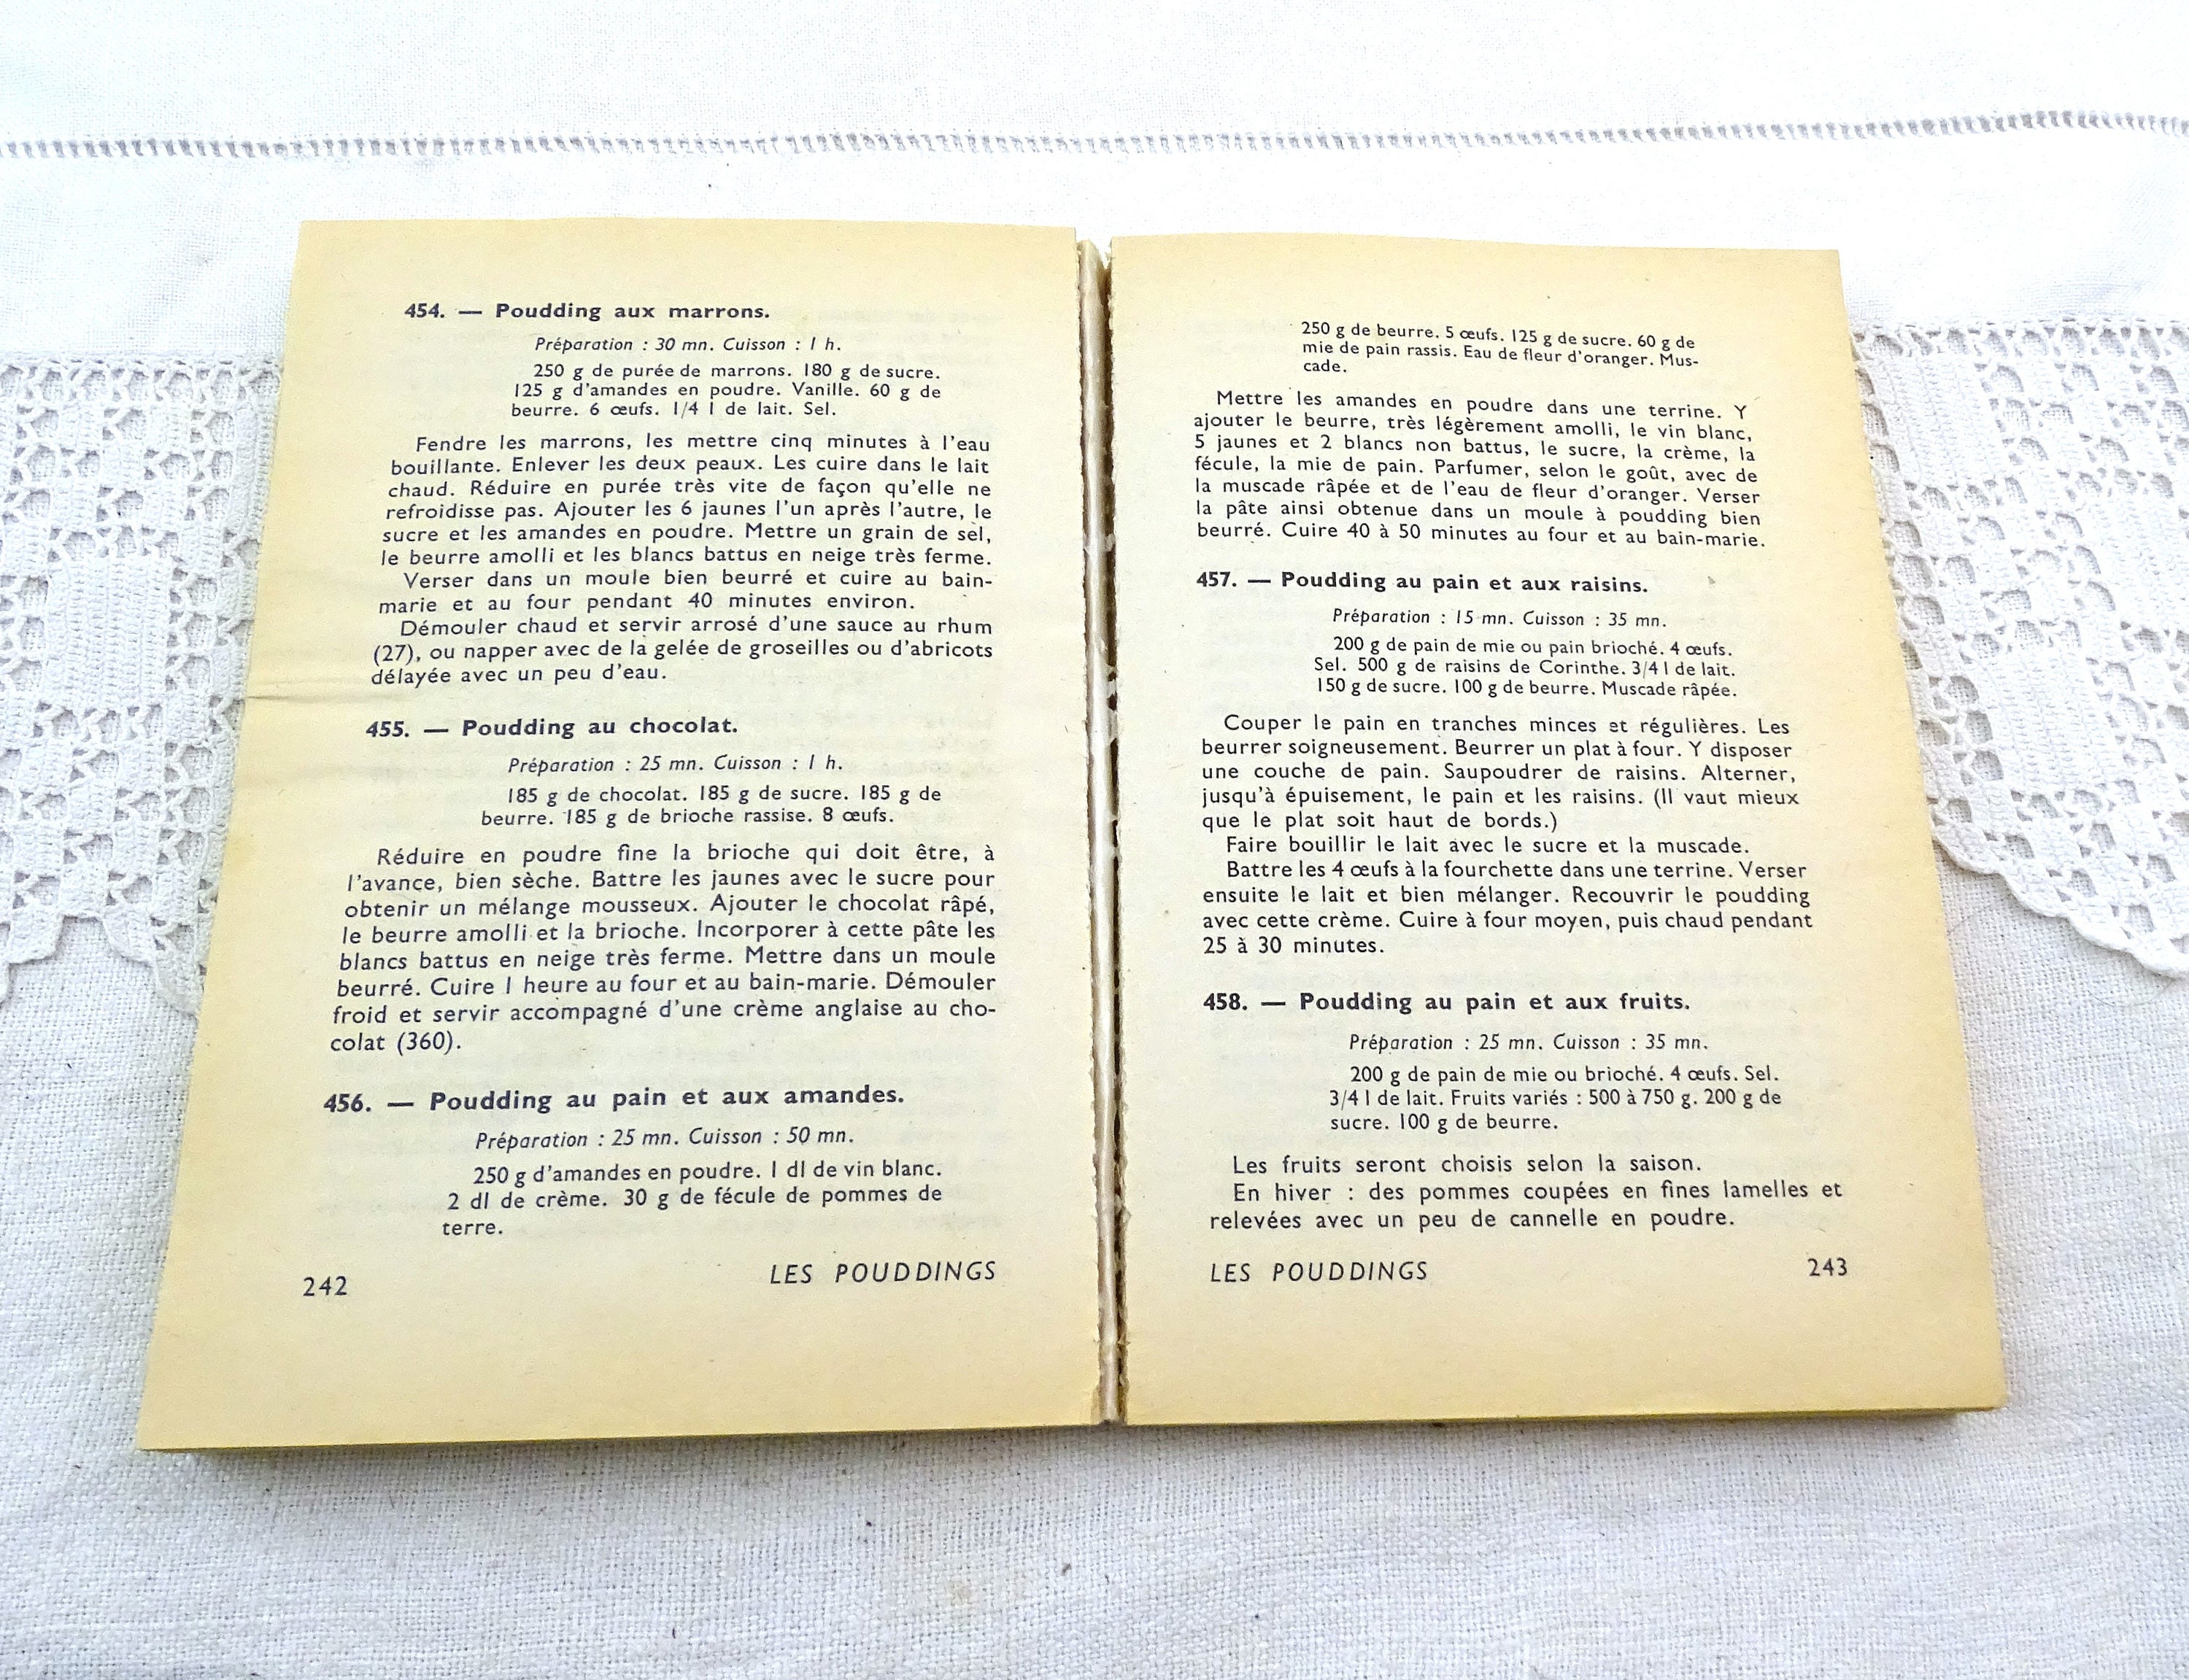 454. — Poudding aux marrons.
Préparation : 30 mn. Cuisson : 1 h.
250 g de purée de marrons. 180 g de sucre.
125 g d'amandes en poudre. Vanille. 60 g de
beurre. 6 œufs. 1/4 l de lait. Sel.
Fendre les marrons, les mettre cinq minutes à l'eau
bouillante. Enlever les deux peaux. Les cuire dans le lait
chaud. Réduire en purée très vite de façon qu'elle ne
refroidisse pas. Ajouter les 6 jaunes l'un après l'autre, le
sucre et les amandes en poudre. Mettre un grain de sel,
le beurre amolli et les blancs battus en neige très ferme.
Verser dans un moule bien beurré et cuire au bain-
marie et au four pendant 40 minutes environ.
Démouler chaud et servir arrosé d'une sauce au rhum
(27), ou napper avec de la gelée de groseilles ou d'abricots
délayée avec un peu d'eau.
455. — Poudding au chocolat.
Préparation : 25 mn. Cuisson : 1 h.
185 g de chocolat. 185 g de sucre. 185 g de
beurre. 185 g de brioche rassise. 8 œufs.
Réduire en poudre fine la brioche qui doit être, à
l'avance, bien sèche. Battre les jaunes avec le sucre pour
obtenir un mélange mousseux. Ajouter le chocolat râpé,
le beurre amolli et la brioche. Incorporer à cette pâte les
blancs battus en neige très ferme. Mettre dans un moule
beurré. Cuire 1 heure au four et au bain-marie. Démouler
froid et servir accompagné d'une crème anglaise au cho-
colat (360).
456. — Poudding au pain et aux amandes.
Préparation : 25 mn. Cuisson : 50 mn.
250 g d'amandes en poudre. 1 dl de vin blanc.
2 dl de crème. 30 g de fécule de pommes de
terre.
242 LES POUDDINGS
250 g de beurre. 5 œufs. 125 g de sucre. 60 g de
mie de pain rassis. Eau de fleur d'oranger. Mus-
cade.
Mettre les amandes en poudre dans une terrine. Y
ajouter le beurre, très légèrement amolli, le vin blanc,
5 jaunes et 2 blancs non battus, le sucre, la crème, la
fécule, la mie de pain. Parfumer, selon le goût, avec de
la muscade râpée et de l'eau de fleur d'oranger. Verser
la pâte ainsi obtenue dans un moule à poudding bien
beurré. Cuire 40 à 50 minutes au four et au bain-marie.
457. — Poudding au pain et aux raisins.
Préparation : 15 mn. Cuisson : 35 mn.
200 g de pain de mie ou pain brioché. 4 œufs.
Sel. 500 g de raisins de Corinthe. 3/4 l de lait.
150 g de sucre. 100 g de beurre. Muscade râpée.
Couper le pain en tranches minces et régulières. Les
beurrer soigneusement. Beurrer un plat à four. Y disposer
une couche de pain. Saupoudrer de raisins. Alterner,
jusqu'à épuisement, le pain et les raisins. (Il vaut mieux
que le plat soit haut de bords.)
Faire bouillir le lait avec le sucre et la muscade.
Battre les 4 œufs à la fourchette dans une terrine. Verser
ensuite le lait et bien mélanger. Recouvrir le poudding
avec cette crème. Cuire à four moyen, puis chaud pendant
25 à 30 minutes.
458. — Poudding au pain et aux fruits.
Préparation : 25 mn. Cuisson : 35 mn.
200 g de pain de mie ou brioché. 4 œufs. Sel.
3/4 l de lait. Fruits variés : 500 à 750 g. 200 g de
sucre. 100 g de beurre.
Les fruits seront choisis selon la saison.
En hiver : des pommes coupées en fines lamelles et
relevées avec un peu de cannelle en poudre.
LES POUDDINGS 243